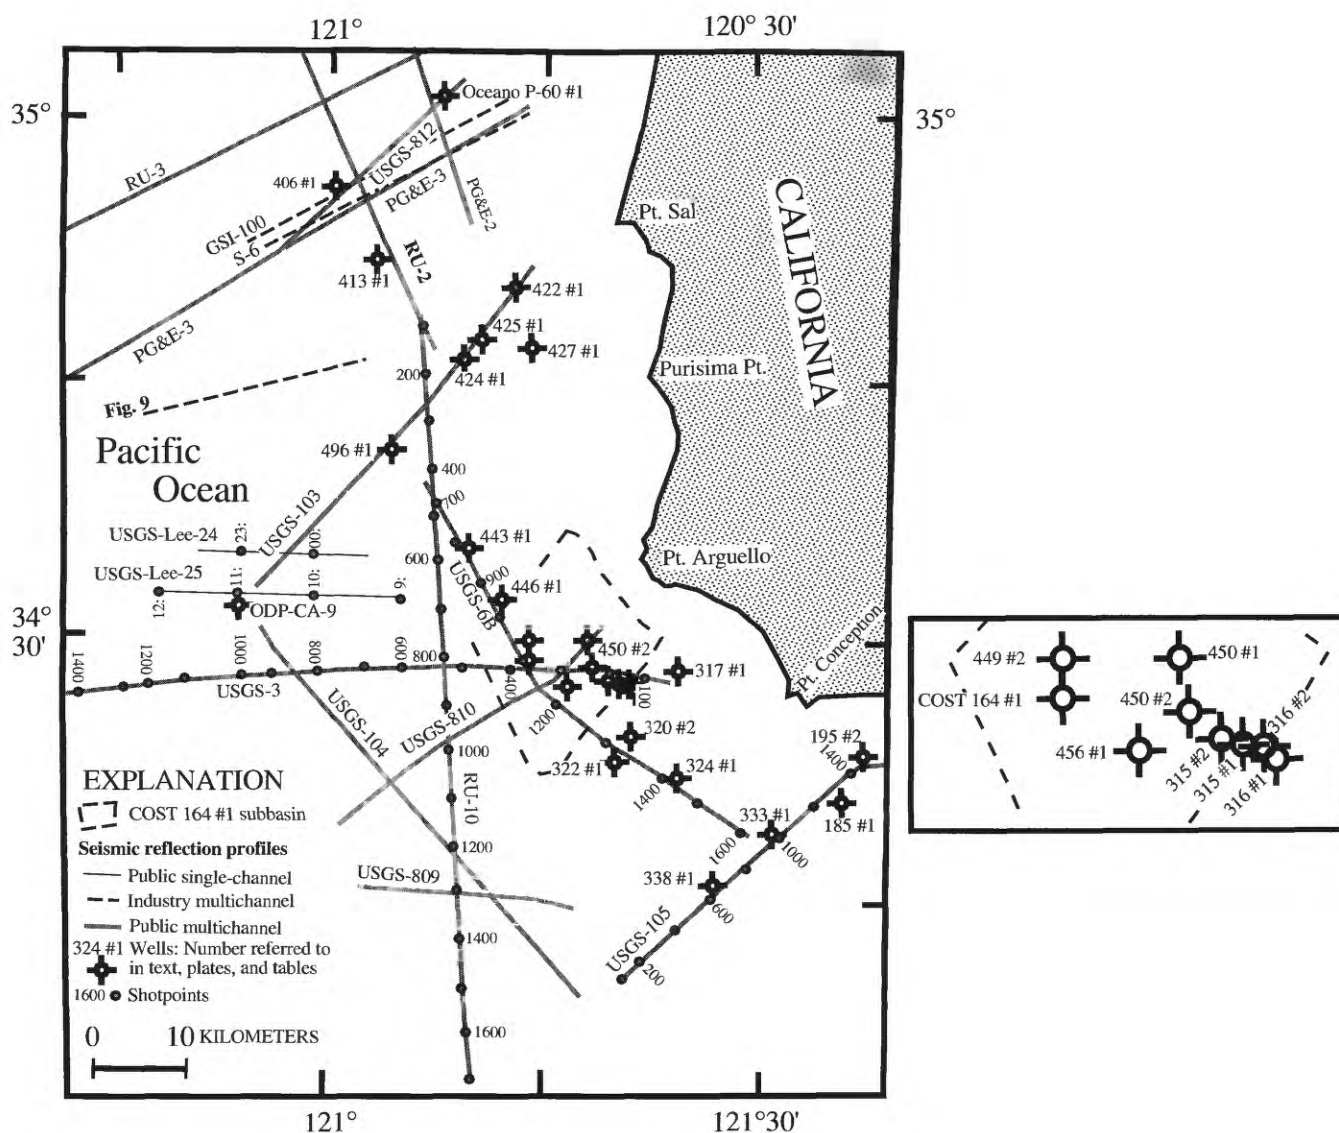 121°
120° 30'
35°
35°
Oceano P-60 #1
USGS-812
RU-3
406 #1
PG&E-3
PG&E-2
GSI-100
S-6
Pt. Sal
CALIFORNIA
RU-2
413 #1
422 #1
425 #1
427 #1
424 #1
PG&E-3
200
Purisima Pt.
Fig. 9
Pacific
Ocean
496 #1
400
700
USGS-103
USGS-Lee-24
23:
00:
443 #1
600
Pt. Arguello
USGS-Lee-25
12:
11:
10:
9:
900
USGS-6B
446 #1
ODP-CA-9
34°
30'
1400
1200
1000
800
600
800
400
450 #2
100
317 #1
Pt. Conception
USGS-3
1200
USGS-104
USGS-810
320 #2
322 #1
324 #1
195 #2
1400
1000
RU-10
1400
185 #1
333 #1
1600
1000
1200
USGS-809
338 #1
600
1400
USGS-105
200
1600
EXPLANATION
COST 164 #1 subbasin
Seismic reflection profiles
Public single-channel
Industry multichannel
Public multichannel
324 #1 Wells: Number referred to
in text, plates, and tables
1600 Shotpoints
0 10 KILOMETERS
121°
121°30'
449 #2
450 #1
COST 164 #1
450 #2
316 #2
456 #1
315 #2
315 #1
316 #1